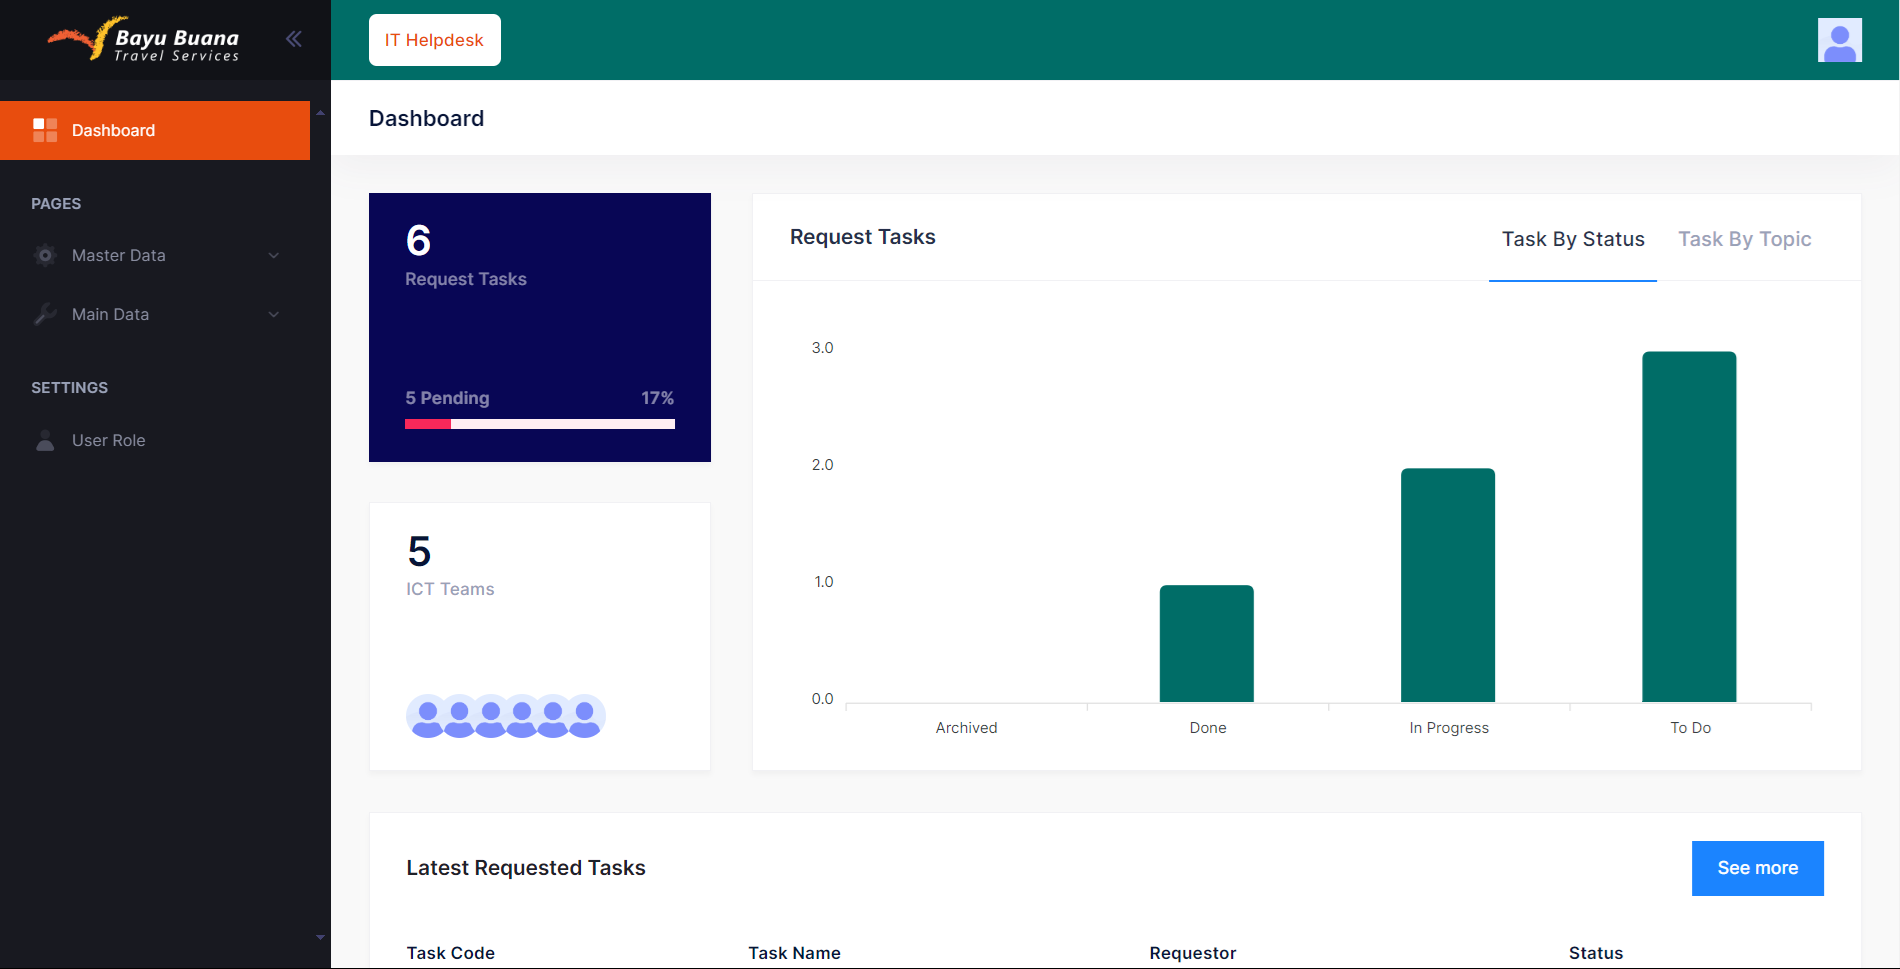 Bayu Buana
Travel Services
IT Helpdesk
Dashboard
PAGES
Master Data
Main Data
SETTINGS
User Role
Dashboard
6
Request Tasks
5 Pending 17%
5
ICT Teams
Request Tasks
Task By Status Task By Topic
3.0
2.0
1.0
0.0
Archived Done In Progress To Do
Latest Requested Tasks
See more
Task Code Task Name Requestor Status